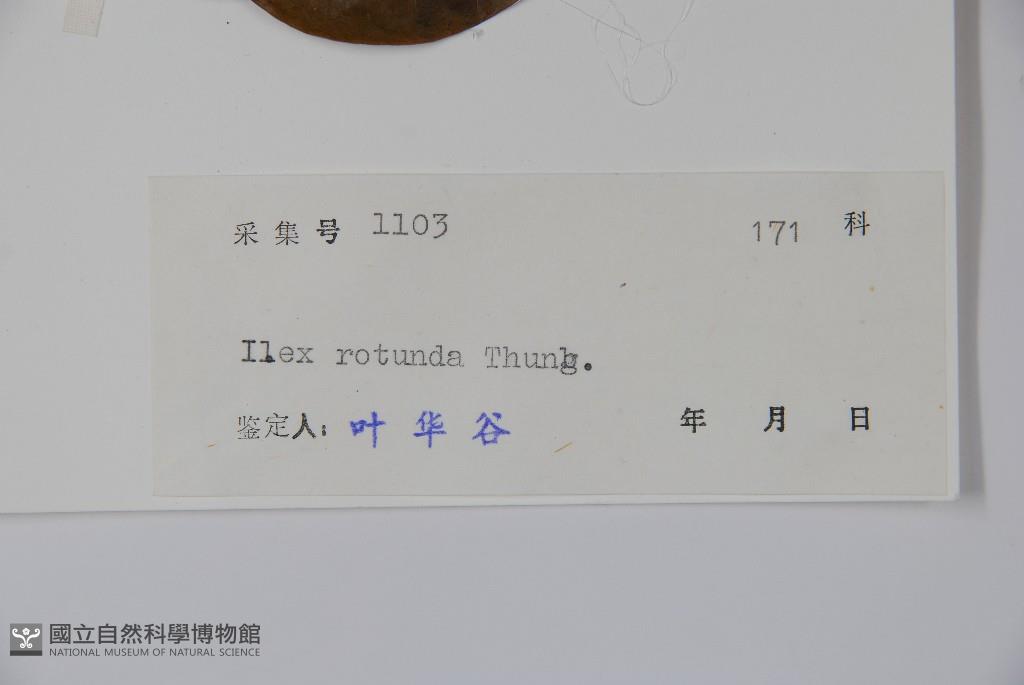 采集号 1103 171 科
Ilex rotunda Thunb.
鉴定人: 叶华谷 年 月 日
國立自然科學博物館
NATIONAL MUSEUM OF NATURAL SCIENCE